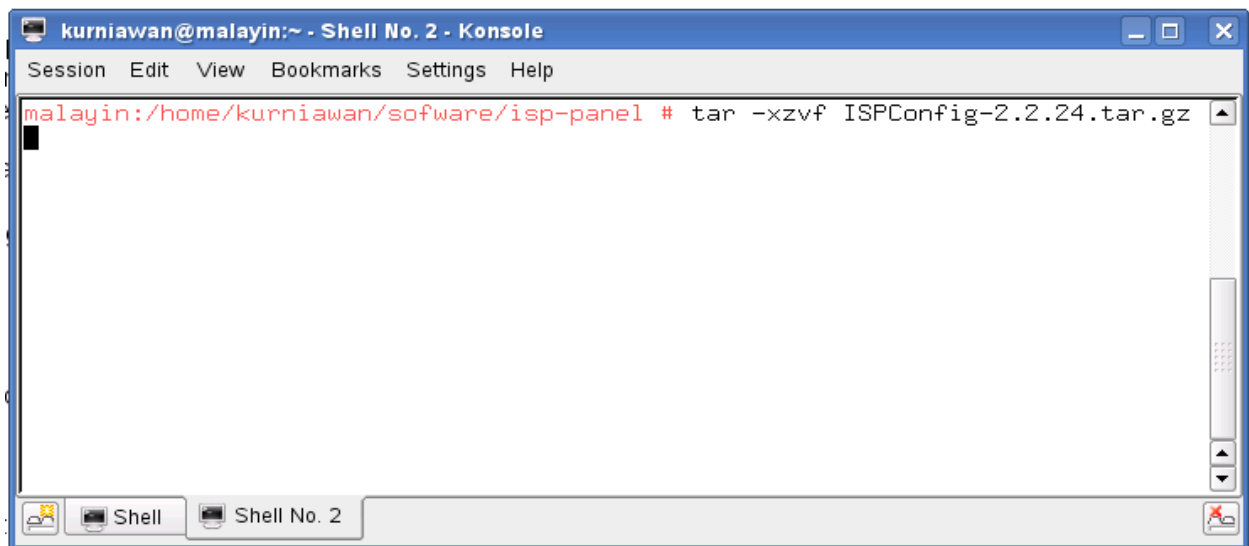 kurniawan@malayin:~ - Shell No. 2 - Konsole
Session Edit View Bookmarks Settings Help
malayin:/home/kurniawan/sofware/isp-panel # tar -xzvf ISPConfig-2.2.24.tar.gz
Shell
Shell No. 2